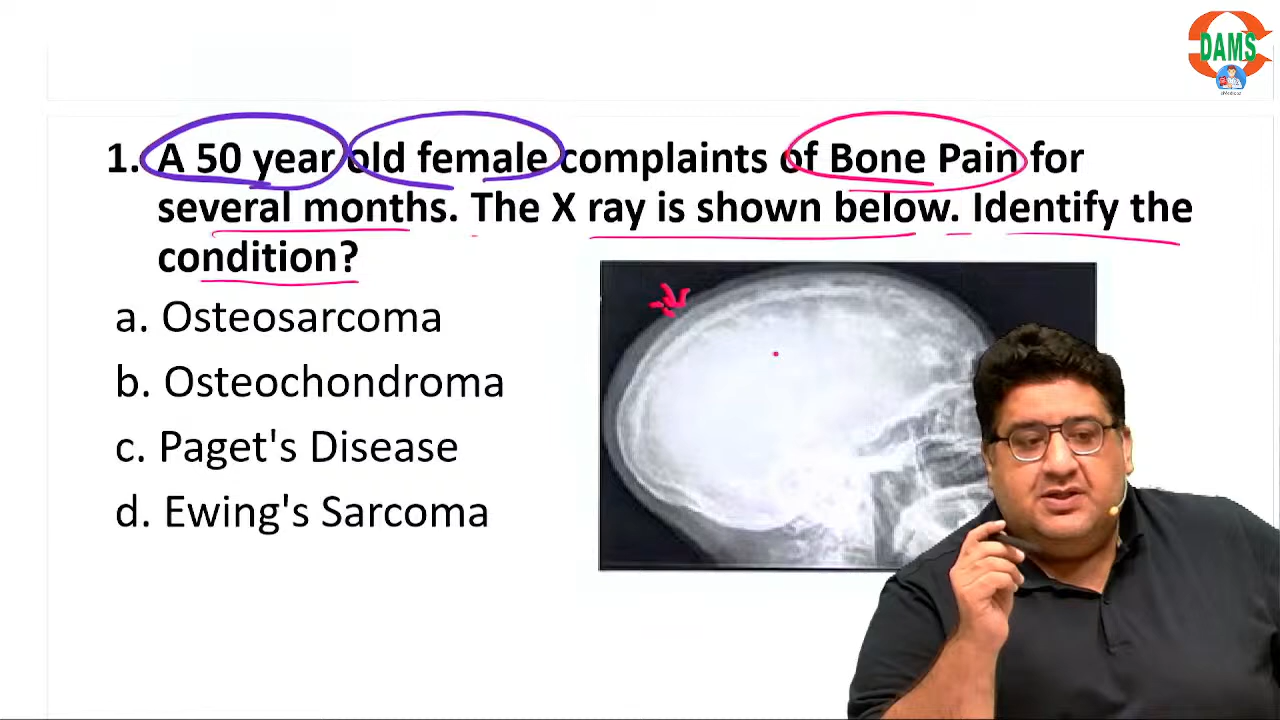 DAMS
1. A 50 year old female complaints of Bone Pain for
several months. The X ray is shown below. Identify the
condition?
a. Osteosarcoma
b. Osteochondroma
c. Paget's Disease
d. Ewing's Sarcoma